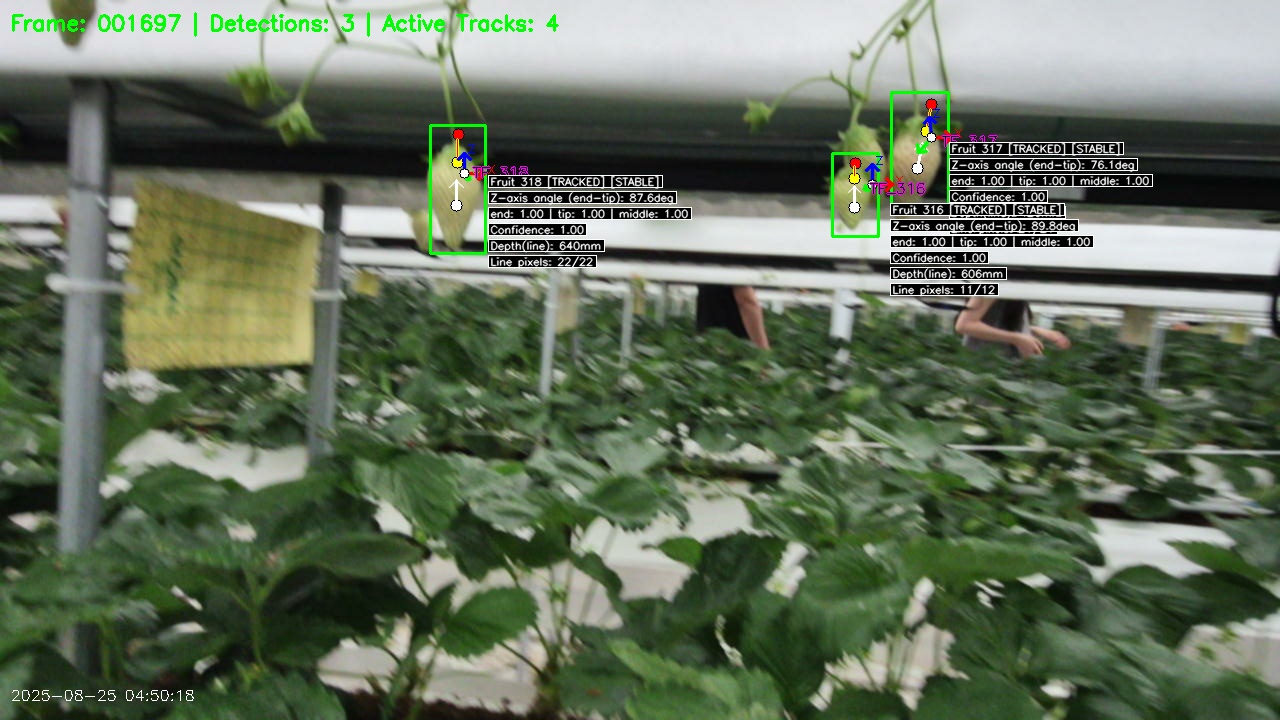 Frame: 001697 | Detections: 3 | Active Tracks: 4
Fruit 317 [TRACKED] [STABLE]
Z-axis angle (end-tip): 76.1deg
end: 1.00 | tip: 1.00 | middle: 1.00
Confidence: 1.00
TF_318
Fruit 318 [TRACKED] [STABLE]
Z-axis angle (end-tip): 87.6deg
end: 1.00 | tip: 1.00 | middle: 1.00
Confidence: 1.00
Depth(line): 640mm
Line pixels: 22/22
TF_316
Fruit 316 [TRACKED] [STABLE]
Z-axis angle (end-tip): 89.8deg
end: 1.00 | tip: 1.00 | middle: 1.00
Confidence: 1.00
Depth(line): 606mm
Line pixels: 11/12
2025-08-25 04:50:18